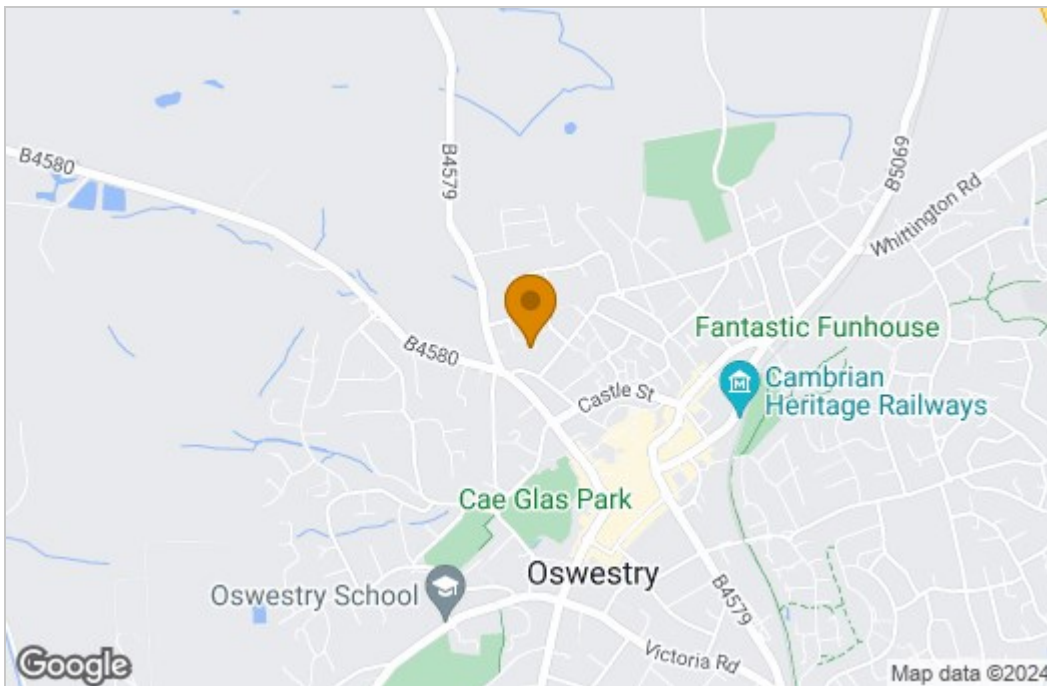 B4580
B4579
B5069
Whittington Rd
Fantastic Funhouse
B4580
Castle St
Cambrian
Heritage Railways
Cae Glas Park
Oswestry
Oswestry School
B4579
Victoria Rd
Google
Map data ©2024